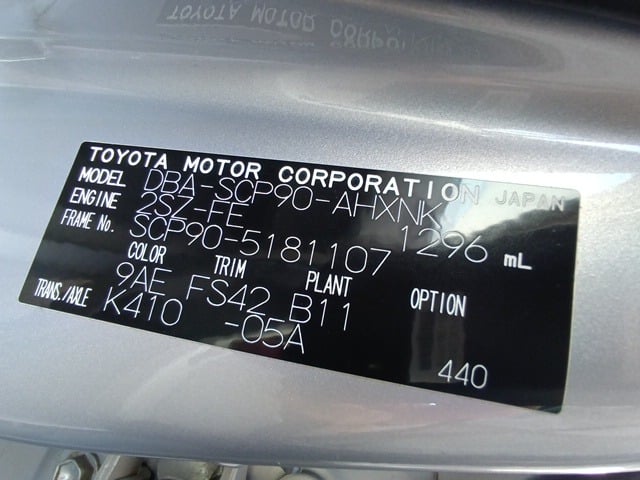 TOYOTA MOTOR CORPORATION JAPAN
MODEL DBA-SCP90-AHXNK
ENGINE 2SZ-FE 1296 mL
FRAME No. SCP90-5181107
COLOR TRIM PLANT OPTION
9AE FS42 B11
TRANS./AXLE K410 -05A 440